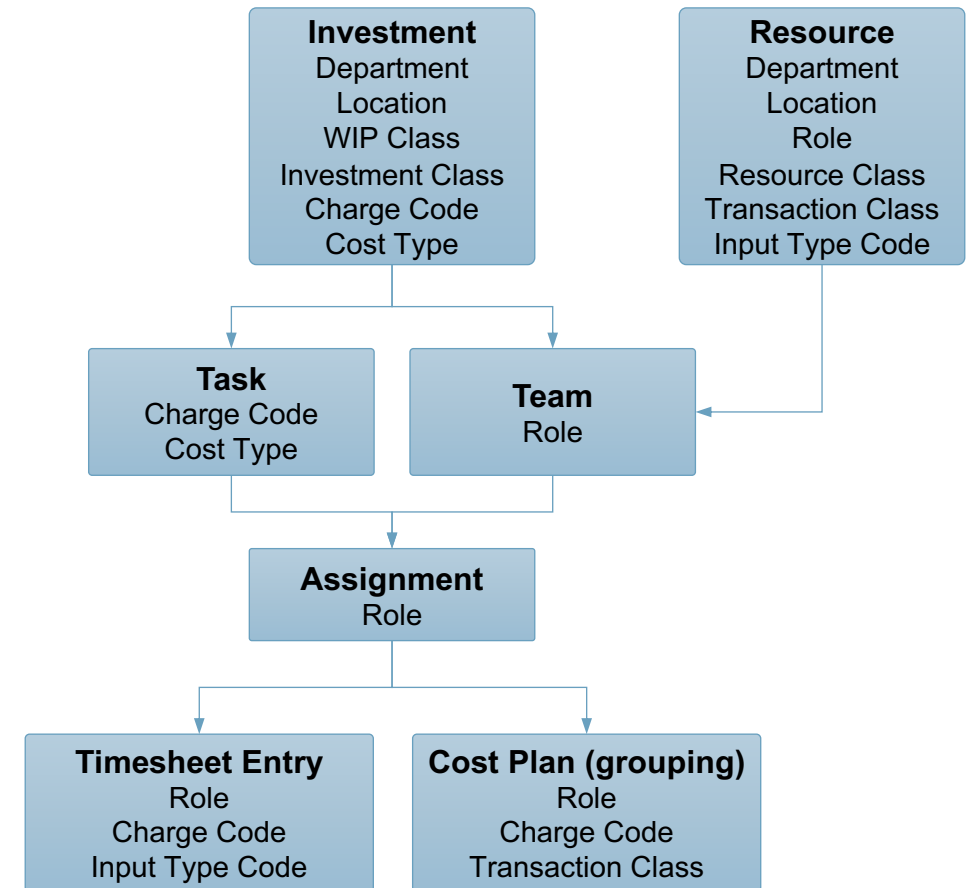 Investment
Department
Location
WIP Class
Investment Class
Charge Code
Cost Type
Resource
Department
Location
Role
Resource Class
Transaction Class
Input Type Code
Task
Charge Code
Cost Type
Team
Role
Assignment
Role
Timesheet Entry
Role
Charge Code
Input Type Code
Cost Plan (grouping)
Role
Charge Code
Transaction Class